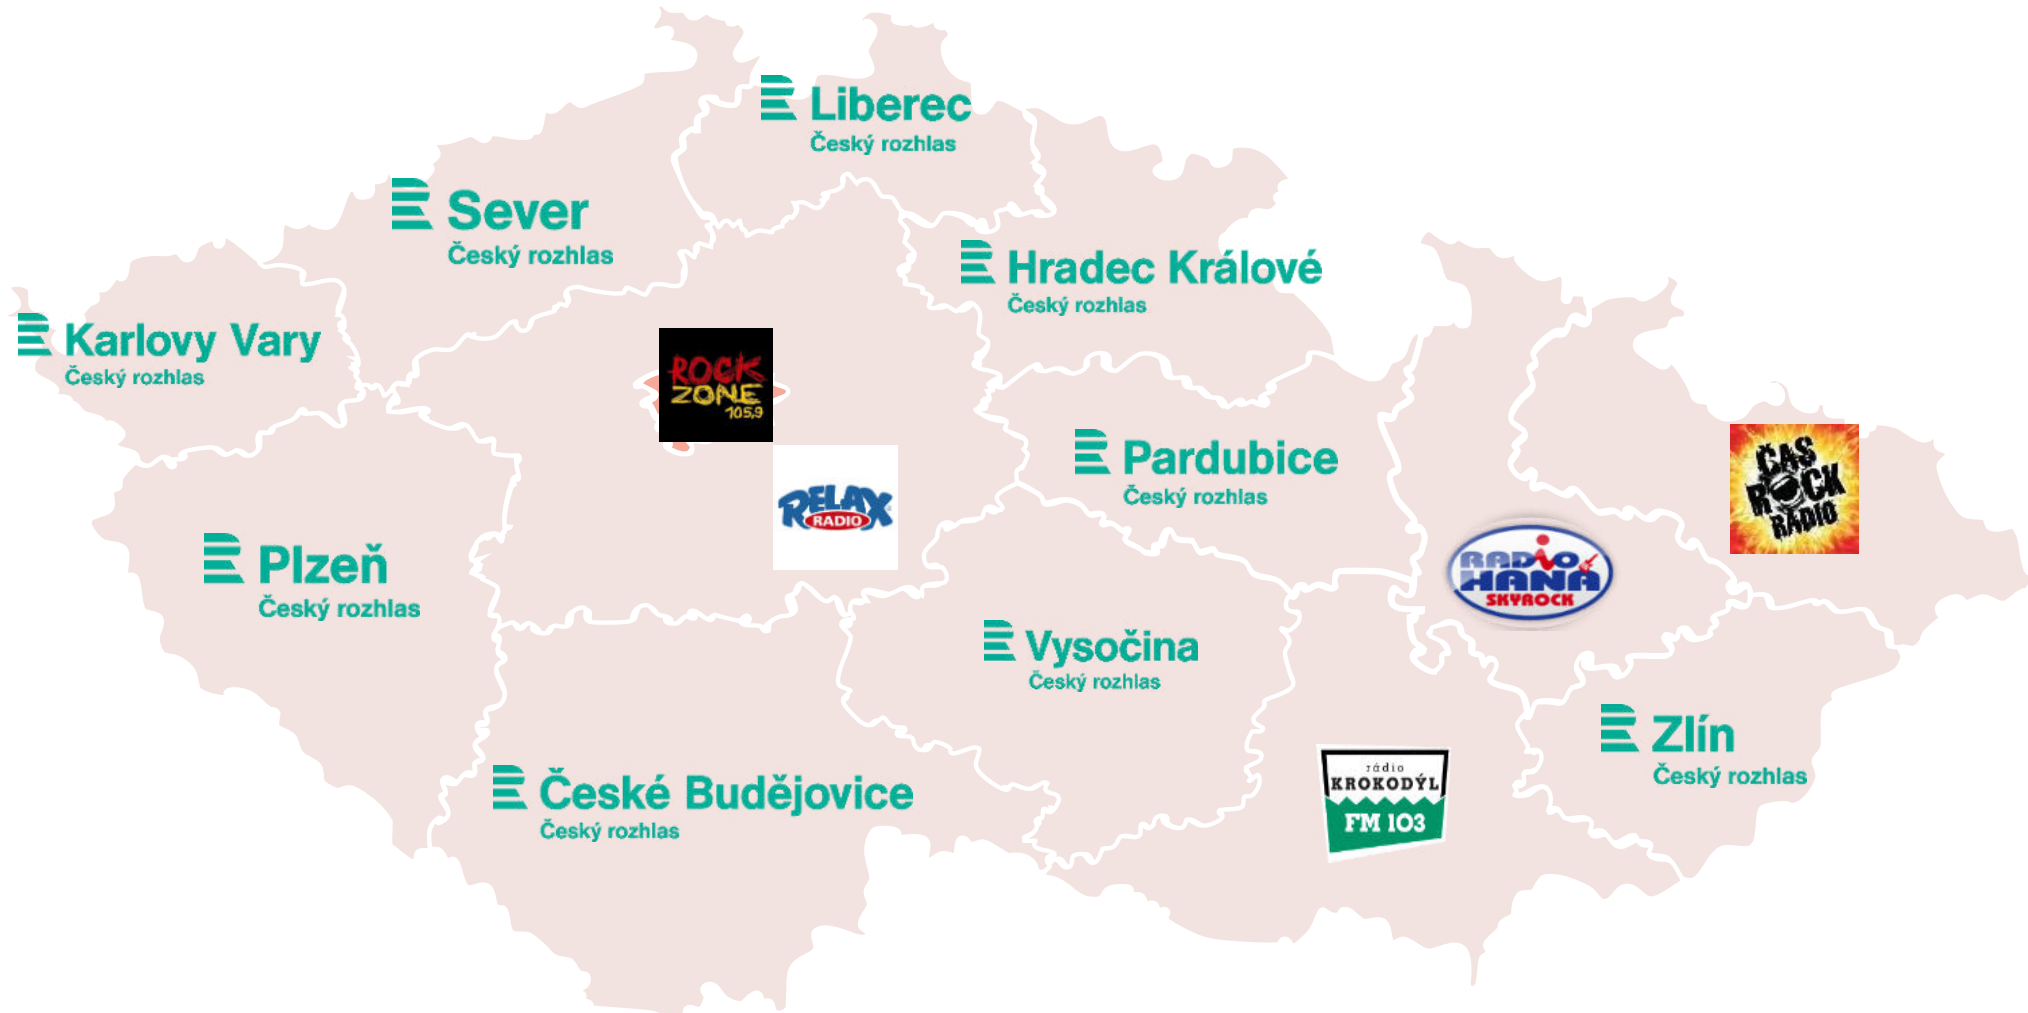 Liberec
Český rozhlas
Sever
Český rozhlas
Hradec Králové
Český rozhlas
Karlovy Vary
Český rozhlas
ROCK
ZONE
105,9
Pardubice
Český rozhlas
ČAS
ROCK
RÁDIO
RELAX
RADIO
Plzeň
Český rozhlas
RADIO
HANÁ
SKYROCK
Vysočina
Český rozhlas
Zlín
Český rozhlas
rádio
KROKODÝL
FM 103
České Budějovice
Český rozhlas